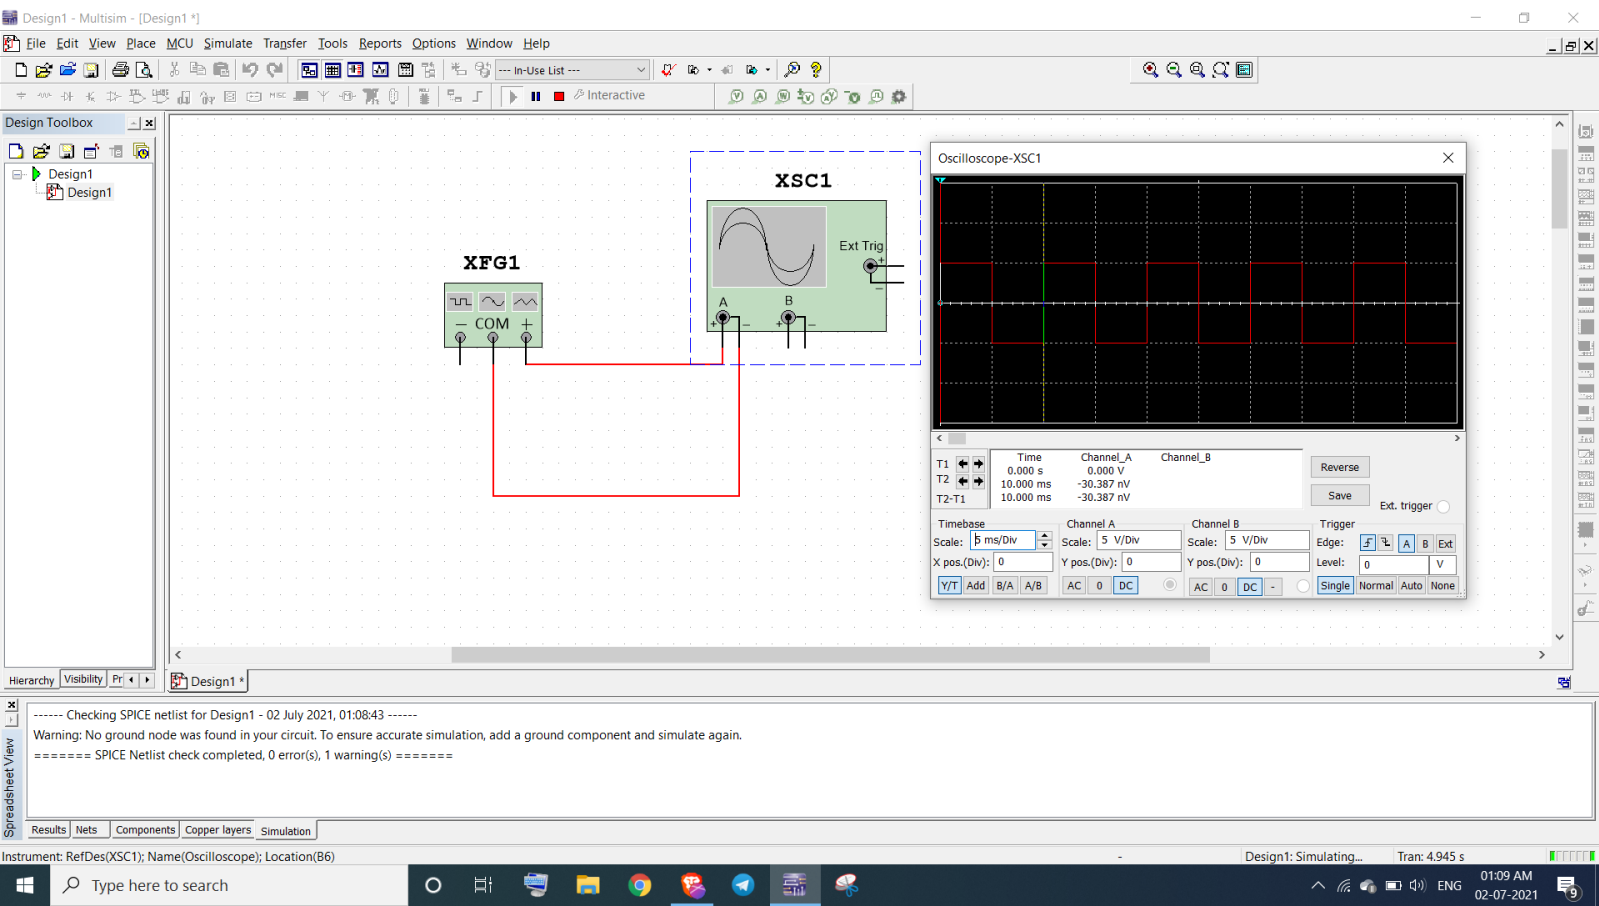 Design1 - Multisim - [Design1 *]
File Edit View Place MCU Simulate Transfer Tools Reports Options Window Help
--- In-Use List ---
Interactive
Design Toolbox
Design1
Design1
Hierarchy Visibility Pr
XFG1
COM
XSC1
Ext Trig
A B
Design1 *
Oscilloscope-XSC1
Time Channel_A Channel_B
T1 0.000 s 0.000 V
T2 10.000 ms -30.387 nV
T2-T1 10.000 ms -30.387 nV
Reverse
Save
Ext. trigger
Timebase Channel A Channel B Trigger
Scale: 5 ms/Div Scale: 5 V/Div Scale: 5 V/Div Edge: A B Ext
X pos.(Div): 0 Y pos.(Div): 0 Y pos.(Div): 0 Level: 0 V
Y/T Add B/A A/B AC 0 DC AC 0 DC - Single Normal Auto None
Spreadsheet View
------ Checking SPICE netlist for Design1 - 02 July 2021, 01:08:43 ------
Warning: No ground node was found in your circuit. To ensure accurate simulation, add a ground component and simulate again.
======= SPICE Netlist check completed, 0 error(s), 1 warning(s) =======
Results Nets Components Copper layers Simulation
Instrument: RefDes(XSC1); Name(Oscilloscope); Location(B6) - Design1: Simulating... Tran: 4.945 s
Type here to search
ENG
01:09 AM
02-07-2021
9